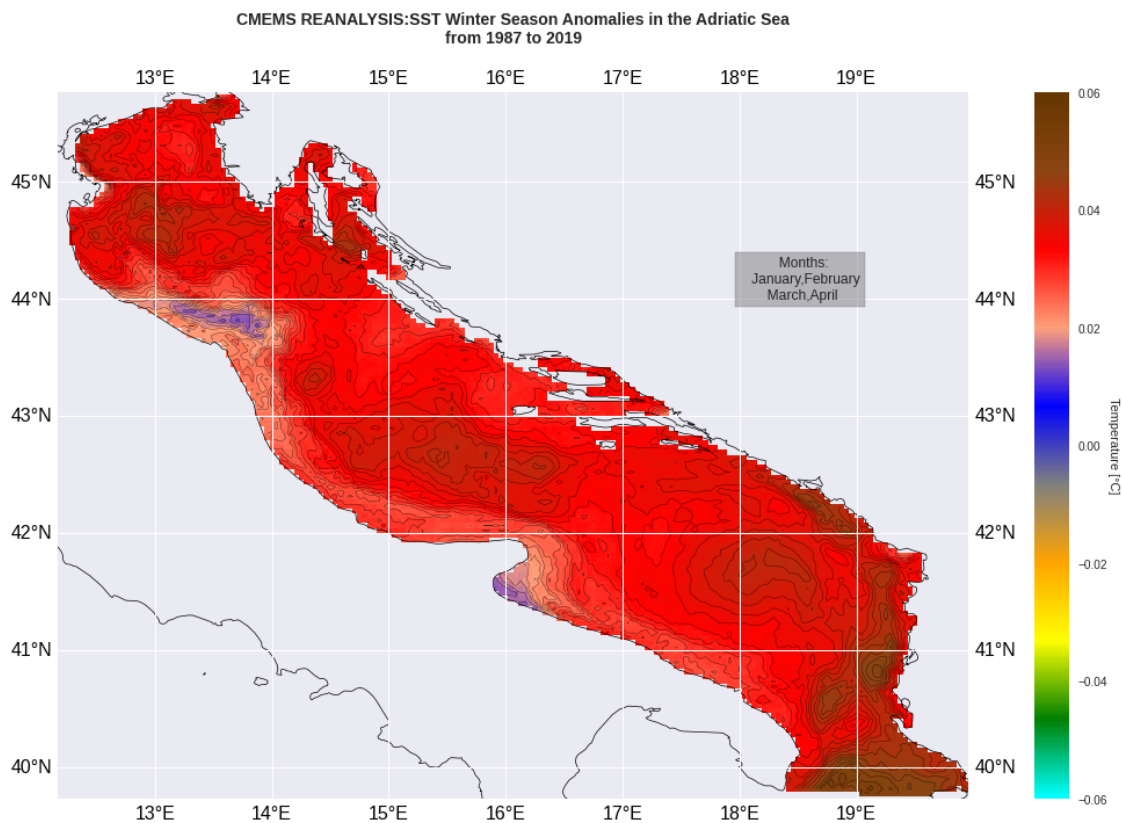 CMEMS REANALYSIS:SST Winter Season Anomalies in the Adriatic Sea
from 1987 to 2019
13°E 14°E 15°E 16°E 17°E 18°E 19°E
0.06
45°N 45°N
0.04
Months:
January,February
March,April
44°N 44°N
0.02
43°N 43°N
0.00
Temperature [°C]
42°N 42°N
−0.02
41°N 41°N
−0.04
40°N 40°N
−0.06
13°E 14°E 15°E 16°E 17°E 18°E 19°E